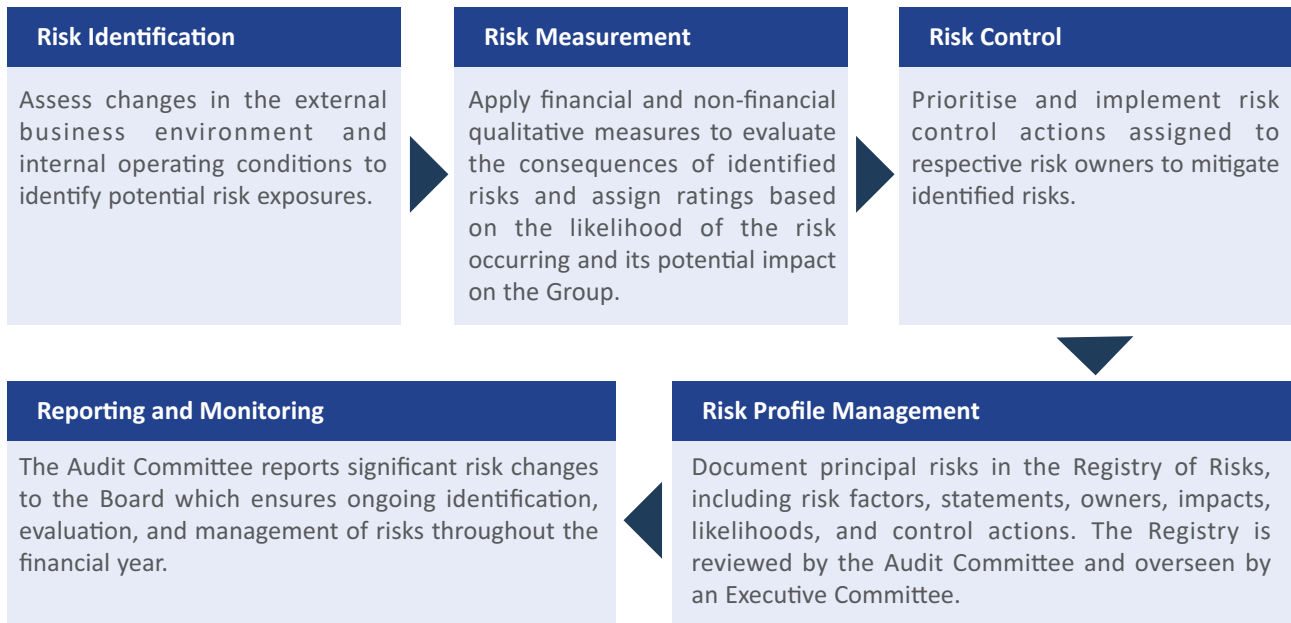 Risk Identification
Assess changes in the external
business environment and
internal operating conditions to
identify potential risk exposures.
Risk Measurement
Apply financial and non-financial
qualitative measures to evaluate
the consequences of identified
risks and assign ratings based
on the likelihood of the risk
occurring and its potential impact
on the Group.
Risk Control
Prioritise and implement risk
control actions assigned to
respective risk owners to mitigate
identified risks.
Risk Profile Management
Document principal risks in the Registry of Risks,
including risk factors, statements, owners, impacts,
likelihoods, and control actions. The Registry is
reviewed by the Audit Committee and overseen by
an Executive Committee.
Reporting and Monitoring
The Audit Committee reports significant risk changes
to the Board which ensures ongoing identification,
evaluation, and management of risks throughout the
financial year.